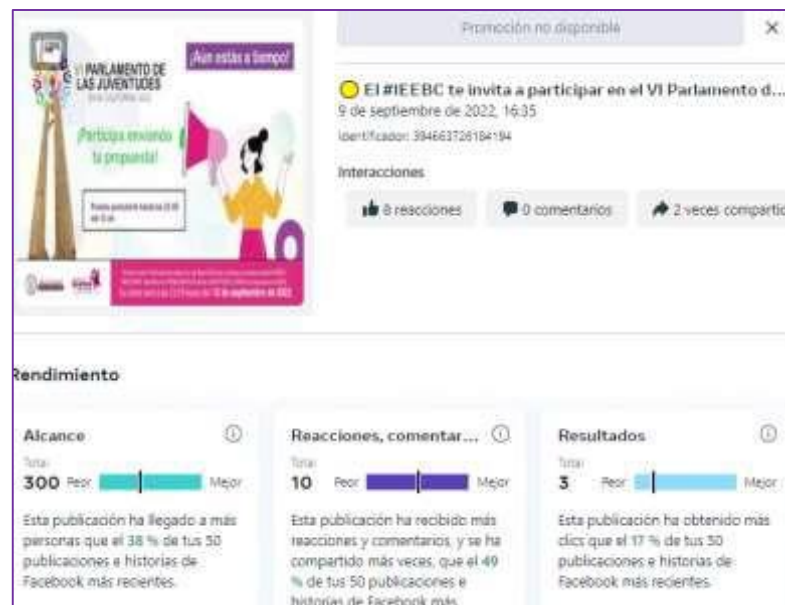 Promoción no disponible
¡Aún estás a tiempo!
VI PARLAMENTO DE
LAS JUVENTUDES
¡Participa enviando
tu propuesta!
El #IEEBC te invita a participar en el VI Parlamento d...
9 de septiembre de 2022, 16:35
Identificador: 394663726184194
Interacciones
8 reacciones
0 comentarios
2 veces compartid
Rendimiento
Alcance
Total
300 Peor Mejor
Esta publicación ha llegado a más
personas que el 38 % de tus 50
publicaciones e historias de
Facebook más recientes.
Reacciones, comentar...
Total
10 Peor Mejor
Esta publicación ha recibido más
reacciones y comentarios, y se ha
compartido más veces, que el 49
% de tus 50 publicaciones e
historias de Facebook más
Resultados
Total
3 Peor Mejor
Esta publicación ha obtenido más
clics que el 17 % de tus 50
publicaciones e historias de
Facebook más recientes.